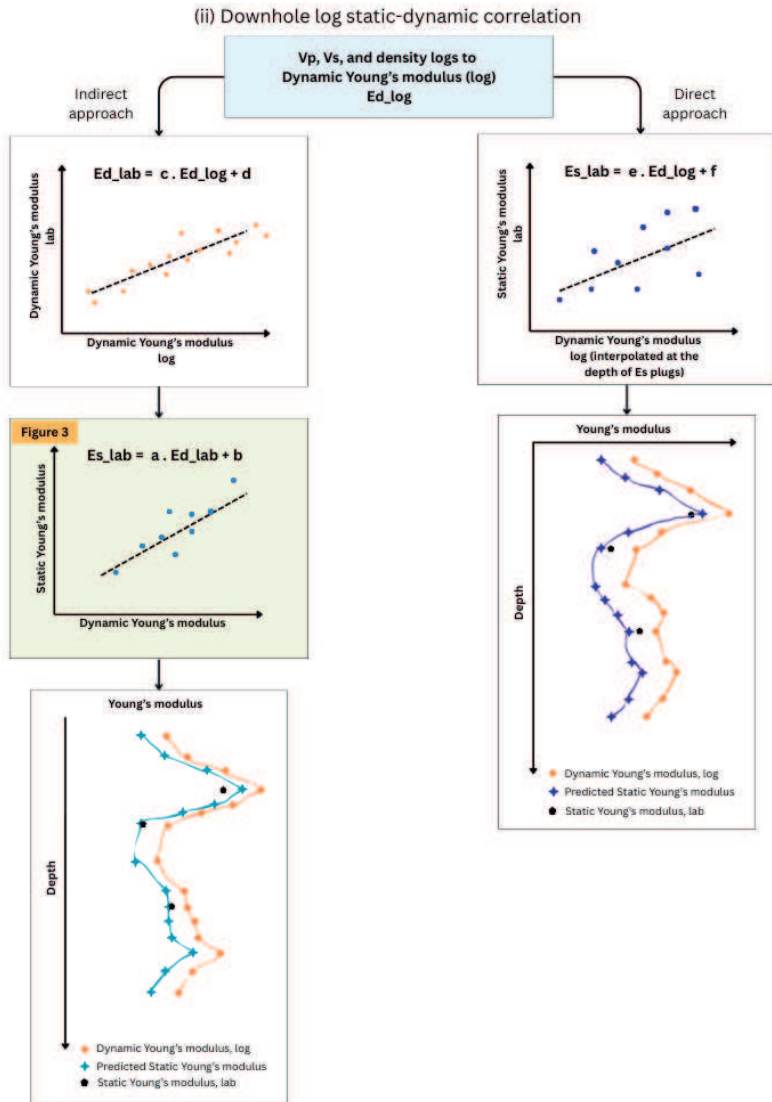 (ii) Downhole log static-dynamic correlation
Vp, Vs, and density logs to
Dynamic Young's modulus (log)
Ed_log
Indirect
approach
Direct
approach
Ed_lab = c . Ed_log + d
Dynamic Young's modulus
lab
Dynamic Young's modulus
log
Es_lab = e . Ed_log + f
Static Young's modulus
lab
Dynamic Young's modulus
log (interpolated at the
depth of Es plugs)
Figure 3
Es_lab = a . Ed_lab + b
Static Young's modulus
Dynamic Young's modulus
Young's modulus
Depth
Dynamic Young's modulus, log
Predicted Static Young's modulus
Static Young's modulus, lab
Young's modulus
Depth
Dynamic Young's modulus, log
Predicted Static Young's modulus
Static Young's modulus, lab